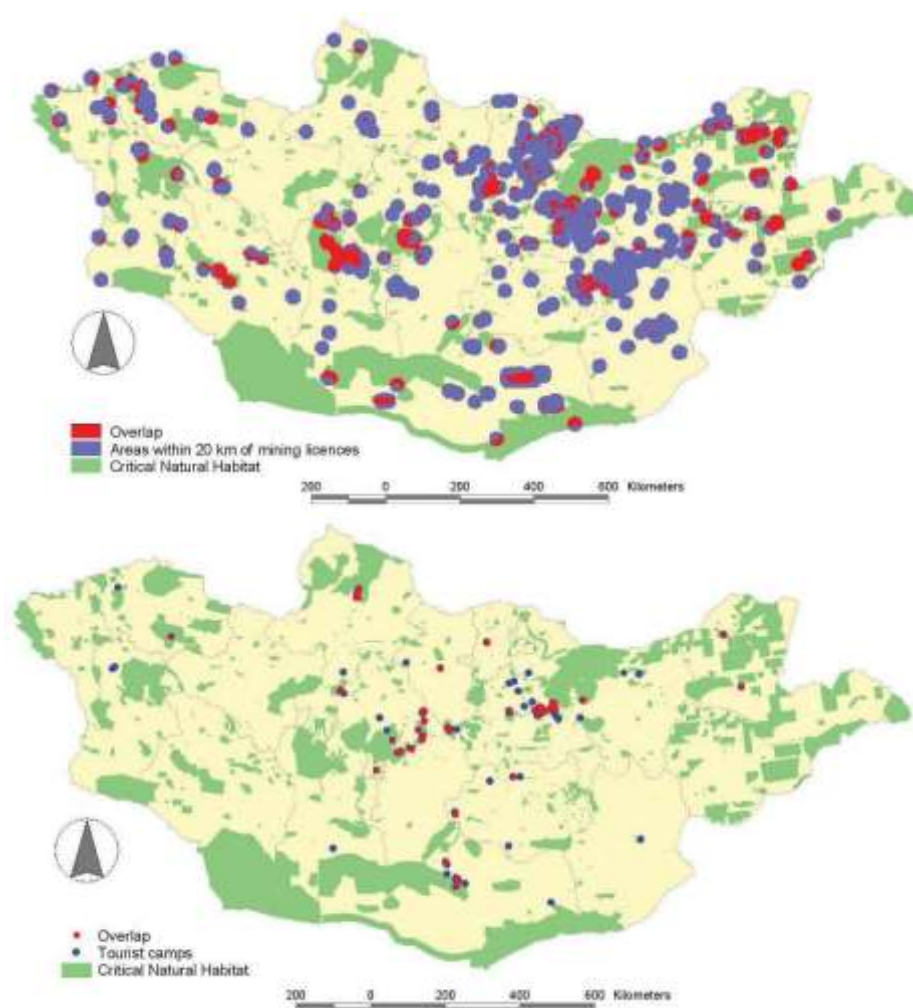 Overlap
Areas within 20 km of mining licences
Critical Natural Habitat
200 0 200 400 600 Kilometers
Overlap
Tourist camps
Critical Natural Habitat
200 0 200 400 600 Kilometers